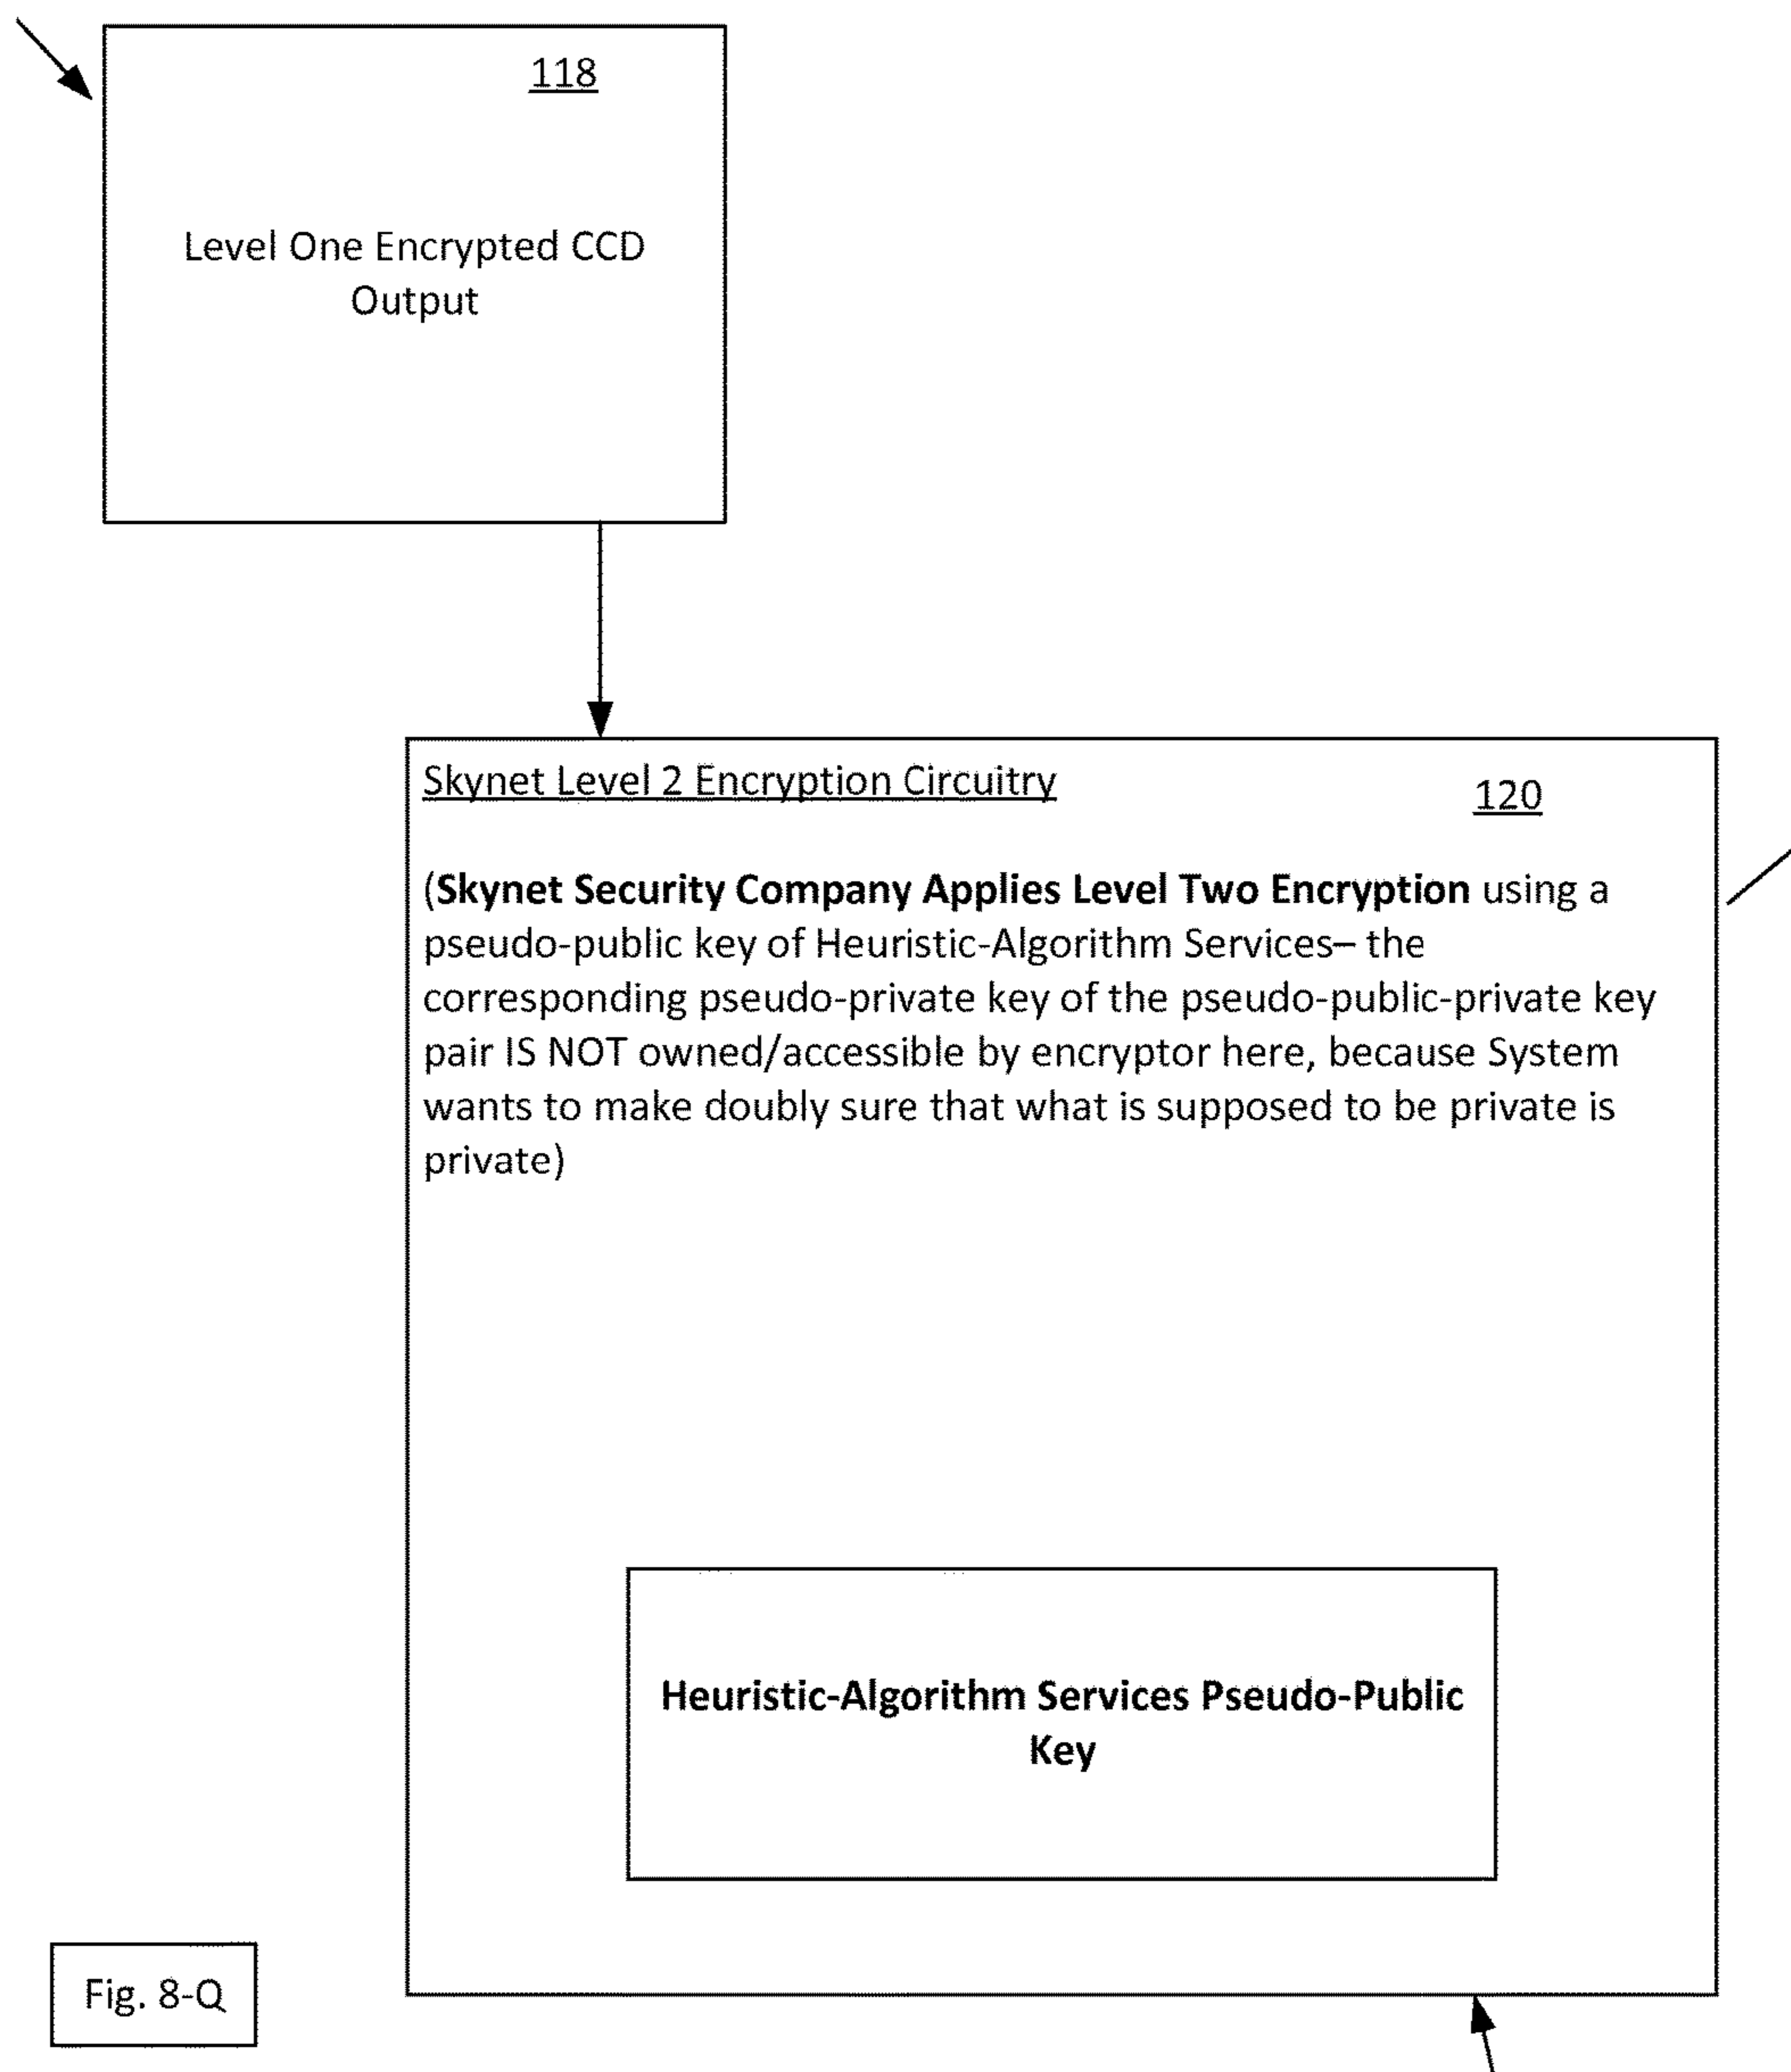 118
Level One Encrypted CCD
Output
Skynet Level 2 Encryption Circuitry
120
(Skynet Security Company Applies Level Two Encryption using a
pseudo-public key of Heuristic-Algorithm Services– the
corresponding pseudo-private key of the pseudo-public-private key
pair IS NOT owned/accessible by encryptor here, because System
wants to make doubly sure that what is supposed to be private is
private)
Heuristic-Algorithm Services Pseudo-Public
Key
Fig. 8-Q